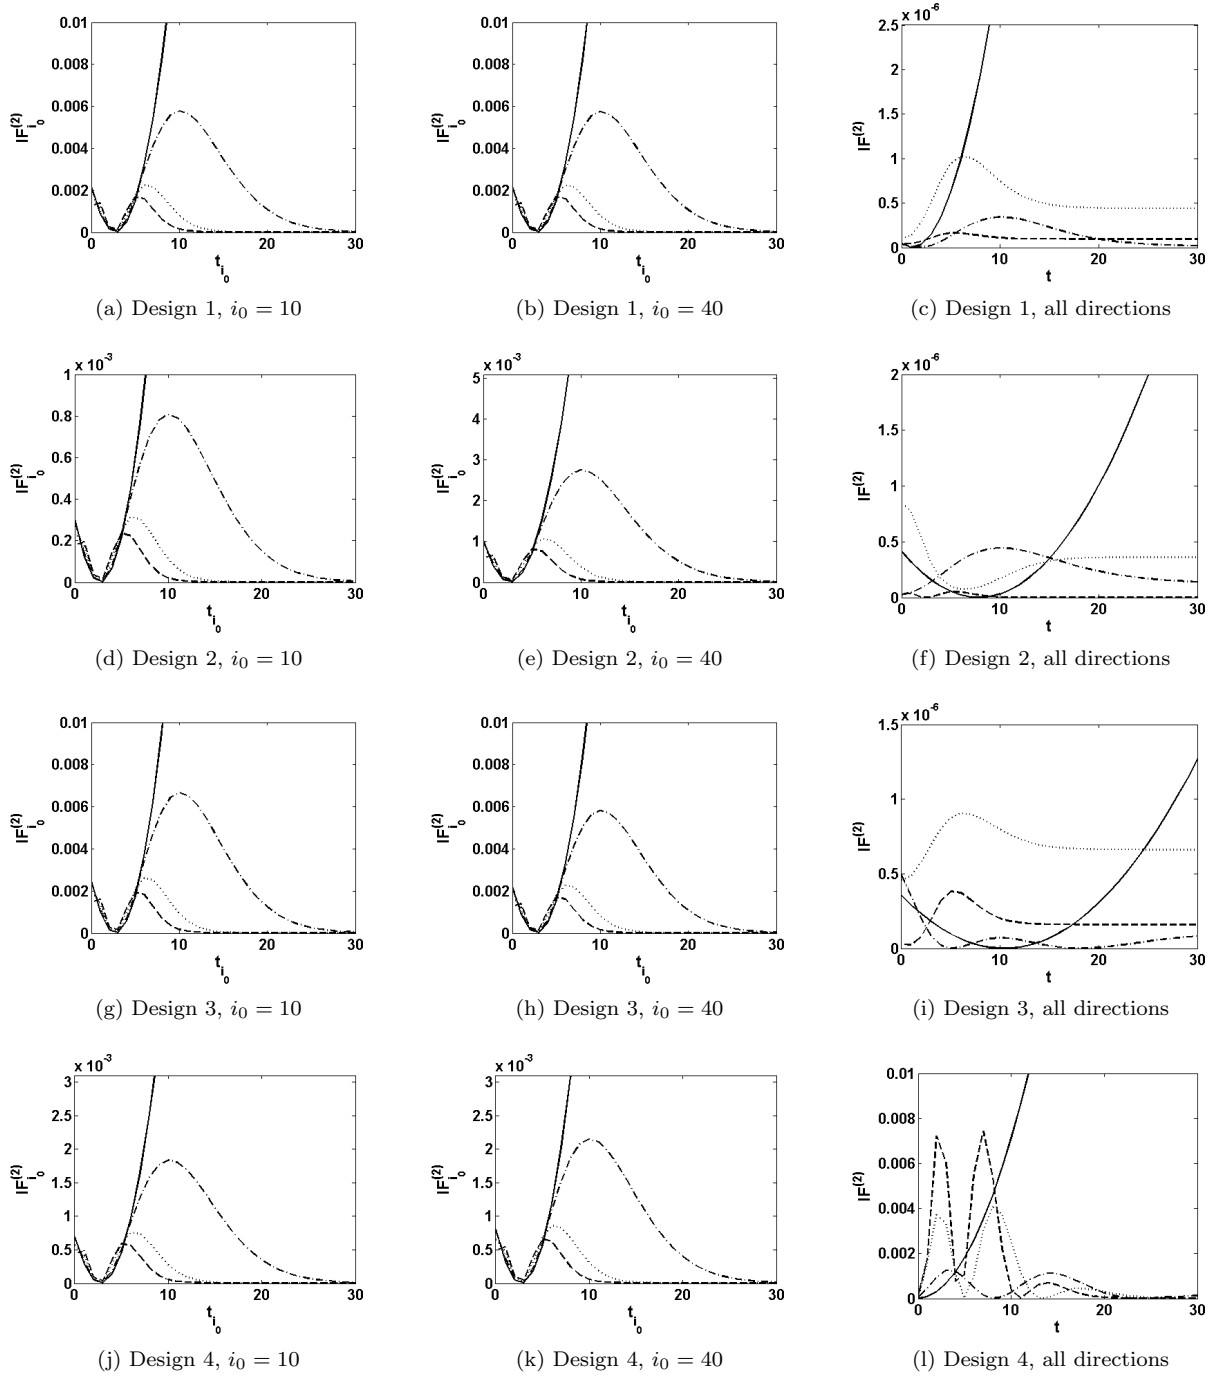 0.01
0.008
0.006
0.004
0.002
0
IF^{(2)}_{i_0}
0 10 20 30
t_{i_0}
(a) Design 1, i_0 = 10
0.01
0.008
0.006
0.004
0.002
0
IF^{(2)}_{i_0}
0 10 20 30
t_{i_0}
(b) Design 1, i_0 = 40
x 10^{-6}
2.5
2
1.5
1
0.5
0
IF^{(2)}
0 10 20 30
t
(c) Design 1, all directions
x 10^{-3}
1
0.8
0.6
0.4
0.2
0
IF^{(2)}_{i_0}
0 10 20 30
t_{i_0}
(d) Design 2, i_0 = 10
x 10^{-3}
5
4
3
2
1
0
IF^{(2)}_{i_0}
0 10 20 30
t_{i_0}
(e) Design 2, i_0 = 40
x 10^{-6}
2
1.5
1
0.5
0
IF^{(2)}
0 10 20 30
t
(f) Design 2, all directions
0.01
0.008
0.006
0.004
0.002
0
IF^{(2)}_{i_0}
0 10 20 30
t_{i_0}
(g) Design 3, i_0 = 10
0.01
0.008
0.006
0.004
0.002
0
IF^{(2)}_{i_0}
0 10 20 30
t_{i_0}
(h) Design 3, i_0 = 40
x 10^{-6}
1.5
1
0.5
0
IF^{(2)}
0 10 20 30
t
(i) Design 3, all directions
x 10^{-3}
3
2.5
2
1.5
1
0.5
0
IF^{(2)}_{i_0}
0 10 20 30
t_{i_0}
(j) Design 4, i_0 = 10
x 10^{-3}
3
2.5
2
1.5
1
0.5
0
IF^{(2)}_{i_0}
0 10 20 30
t_{i_0}
(k) Design 4, i_0 = 40
0.01
0.008
0.006
0.004
0.002
0
IF^{(2)}
0 10 20 30
t
(l) Design 4, all directions